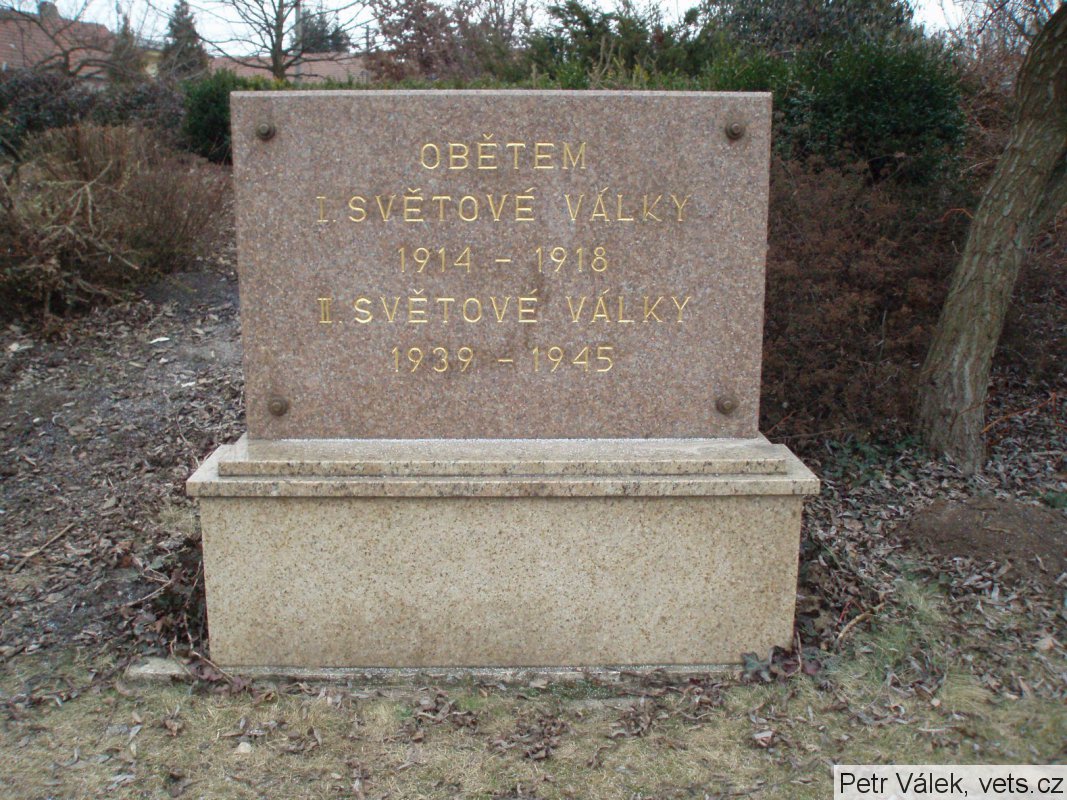 OBĚTEM
I. SVĚTOVÉ VÁLKY
1914 – 1918
II. SVĚTOVÉ VÁLKY
1939 – 1945
Petr Válek, vets.cz